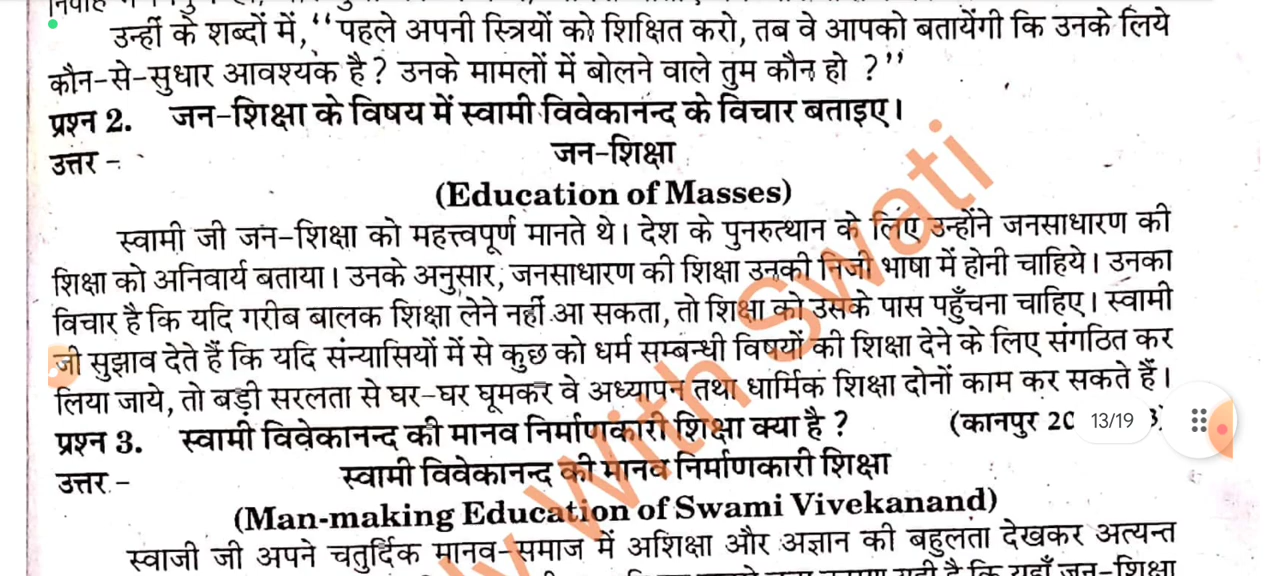 उन्हीं के शब्दों में, ‘‘पहले अपनी स्त्रियों को शिक्षित करो, तब वे आपको बतायेंगी कि उनके लिये
कौन-से-सुधार आवश्यक है? उनके मामलों में बोलने वाले तुम कौन हो ?’’
प्रश्न 2. जन-शिक्षा के विषय में स्वामी विवेकानन्द के विचार बताइए।
उत्तर -
जन-शिक्षा
(Education of Masses)
स्वामी जी जन-शिक्षा को महत्त्वपूर्ण मानते थे। देश के पुनरुत्थान के लिए उन्होंने जनसाधारण की
शिक्षा को अनिवार्य बताया। उनके अनुसार, जनसाधारण की शिक्षा उनकी निजी भाषा में होनी चाहिये। उनका
विचार है कि यदि गरीब बालक शिक्षा लेने नहीं आ सकता, तो शिक्षा को उसके पास पहुँचना चाहिए। स्वामी
जी सुझाव देते हैं कि यदि संन्यासियों में से कुछ को धर्म सम्बन्धी विषयों की शिक्षा देने के लिए संगठित कर
लिया जाये, तो बड़ी सरलता से घर-घर घूमकर वे अध्यापन तथा धार्मिक शिक्षा दोनों काम कर सकते हैं।
प्रश्न 3. स्वामी विवेकानन्द की मानव निर्माणकारी शिक्षा क्या है ? (कानपुर 20
13/19
उत्तर -
स्वामी विवेकानन्द की मानव निर्माणकारी शिक्षा
(Man-making Education of Swami Vivekanand)
स्वाजी जी अपने चतुर्दिक मानव-समाज में अशिक्षा और अज्ञान की बहुलता देखकर अत्यन्त
With Swati